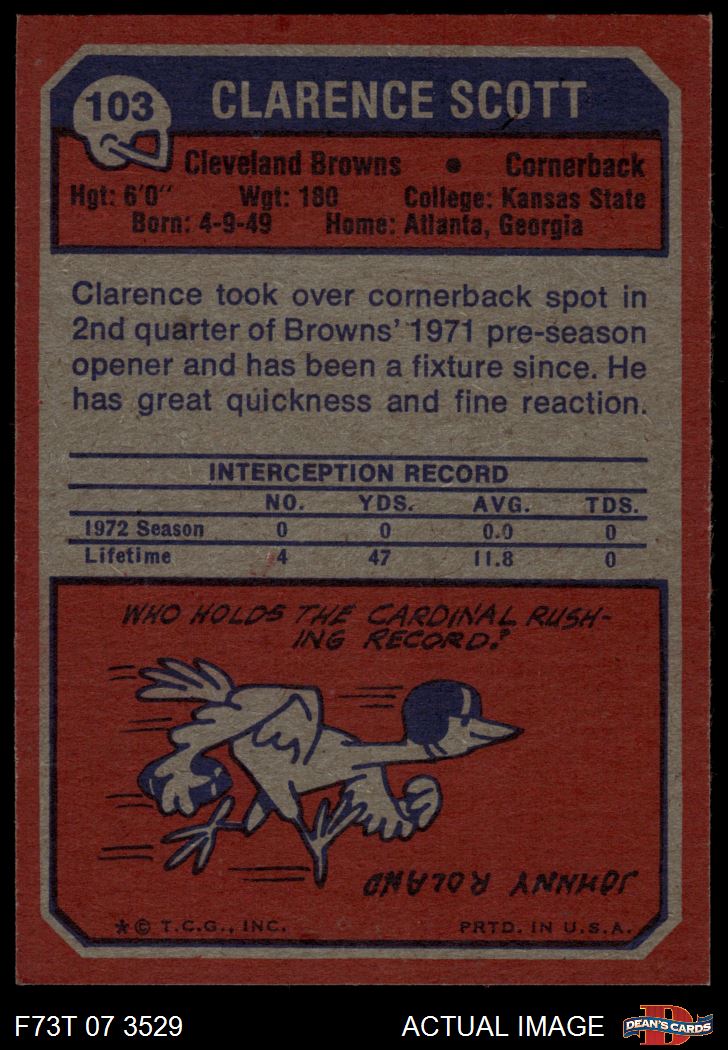 103
CLARENCE SCOTT
Cleveland Browns • Cornerback
Hgt: 6'0" Wgt: 180 College: Kansas State
Born: 4-9-49 Home: Atlanta, Georgia
Clarence took over cornerback spot in
2nd quarter of Browns' 1971 pre-season
opener and has been a fixture since. He
has great quickness and fine reaction.
INTERCEPTION RECORD
NO. YDS. AVG. TDS.
1972 Season 0 0 0.0 0
Lifetime 4 47 11.8 0
WHO HOLDS THE CARDINAL RUSH-
ING RECORD?
JOHNNY ROLAND
*© T.C.G., INC. PRTD. IN U.S.A.
F73T 07 3529 ACTUAL IMAGE
D
DEAN'S CARDS